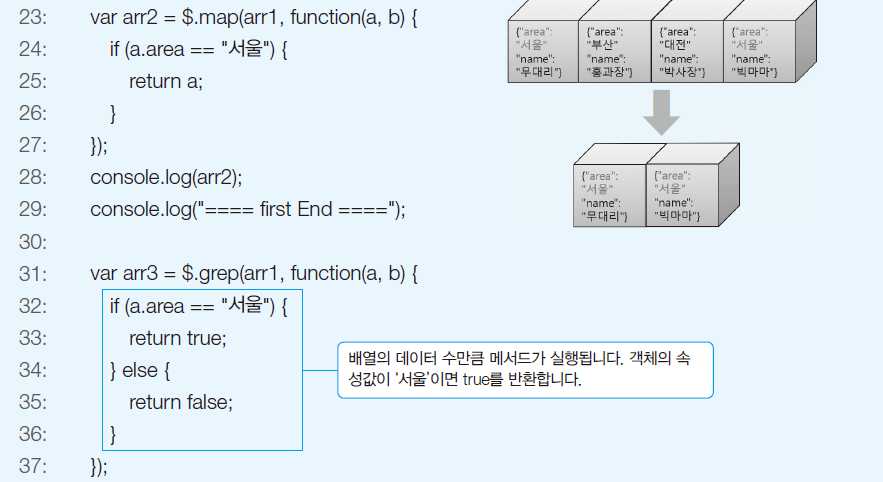 23: var arr2 = $.map(arr1, function(a, b) {
24: if (a.area == "서울") {
25: return a;
26: }
27: });
28: console.log(arr2);
29: console.log("==== first End ====");
30:
31: var arr3 = $.grep(arr1, function(a, b) {
32: if (a.area == "서울") {
33: return true;
34: } else {
35: return false;
36: }
37: });
{"area":
"서울"
"name":
"무대리"}
{"area":
"부산"
"name":
"홍과장"}
{"area":
"대전"
"name":
"박사장"}
{"area":
"서울"
"name":
"빅마마"}
{"area":
"서울"
"name":
"무대리"}
{"area":
"서울"
"name":
"빅마마"}
배열의 데이터 수만큼 메서드가 실행됩니다. 객체의 속
성값이 ‘서울’이면 true를 반환합니다.